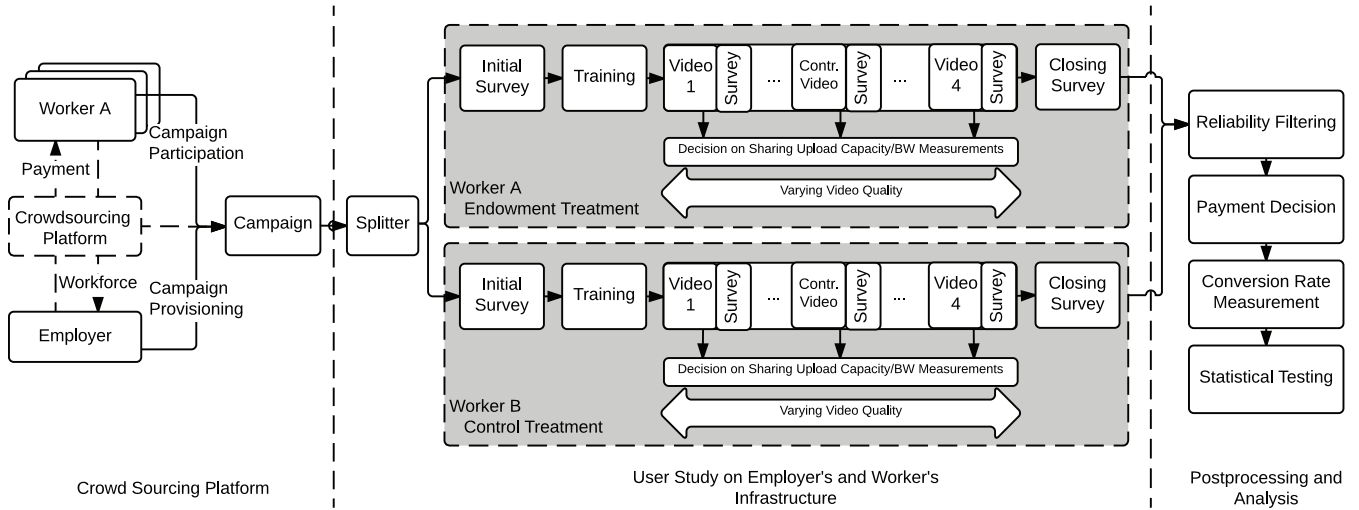 Worker A
Campaign
Participation
Payment
Crowdsourcing
Platform
Workforce
Campaign
Provisioning
Employer
Campaign
Splitter
Initial
Survey
Training
Video
1
Survey
...
Contr.
Video
Survey
...
Video
4
Survey
Closing
Survey
Decision on Sharing Upload Capacity/BW Measurements
Varying Video Quality
Worker A
Endowment Treatment
Initial
Survey
Training
Video
1
Survey
...
Contr.
Video
Survey
...
Video
4
Survey
Closing
Survey
Decision on Sharing Upload Capacity/BW Measurements
Varying Video Quality
Worker B
Control Treatment
Reliability Filtering
Payment Decision
Conversion Rate
Measurement
Statistical Testing
Crowd Sourcing Platform
User Study on Employer's and Worker's
Infrastructure
Postprocessing and
Analysis